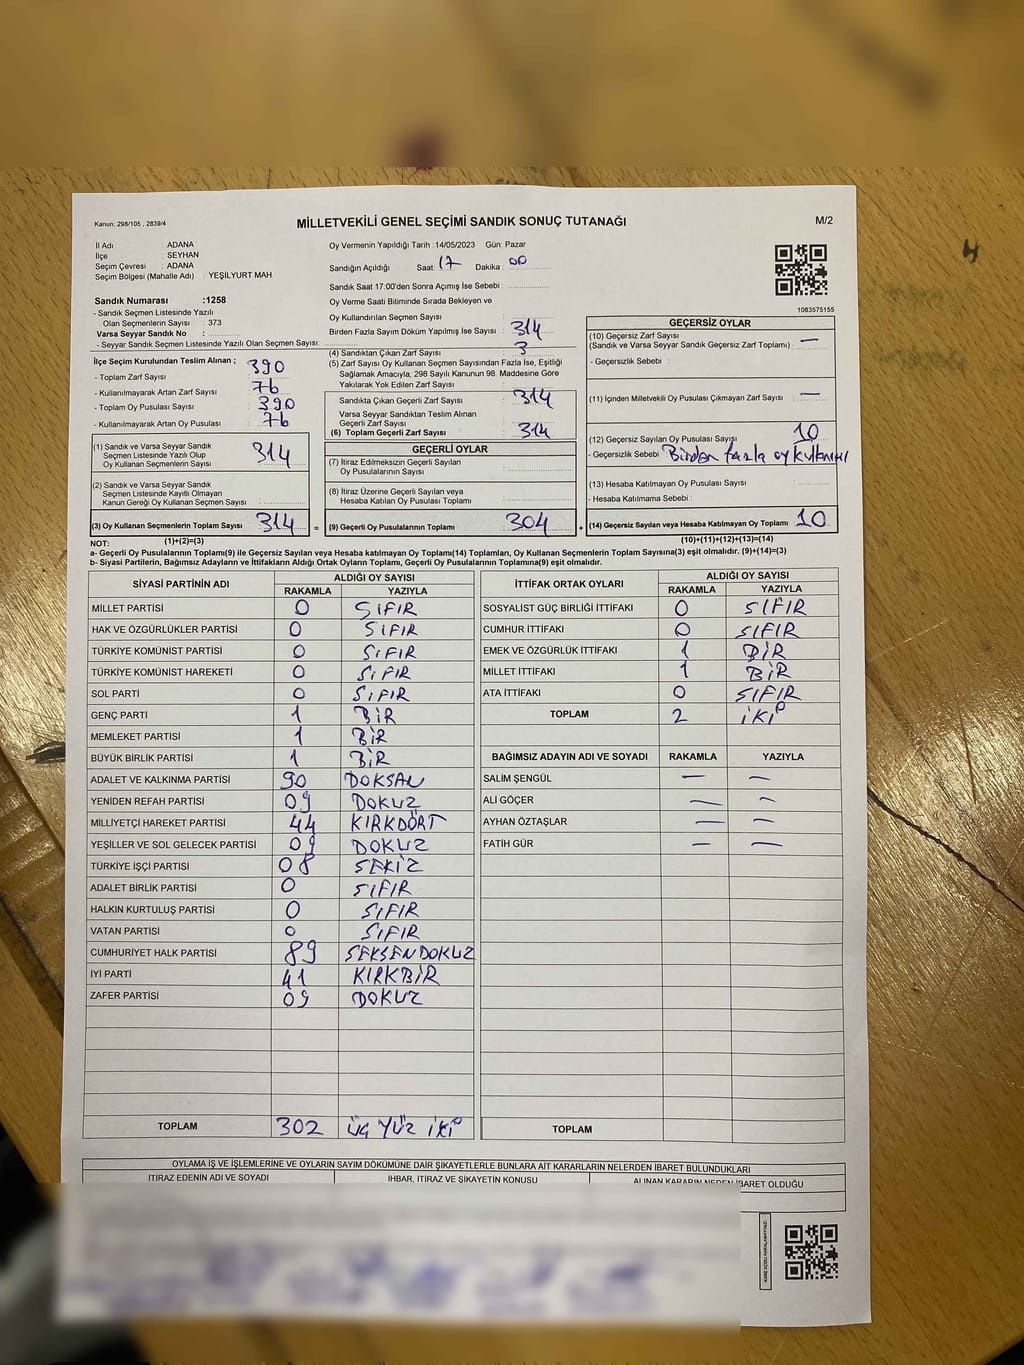 Kanun; 298/105 , 2839/4
MİLLETVEKİLİ GENEL SEÇİMİ SANDIK SONUÇ TUTANAĞI
M/2
İl Adı : ADANA
İlçe : SEYHAN
Seçim Çevresi : ADANA
Seçim Bölgesi (Mahalle Adı) : YEŞİLYURT MAH.
Sandık Numarası :1258
- Sandık Seçmen Listesinde Yazılı
Olan Seçmenlerin Sayısı : 373
Varsa Seyyar Sandık No :
- Seyyar Sandık Seçmen Listesinde Yazılı Olan Seçmen Sayısı:
İlçe Seçim Kurulundan Teslim Alınan ;
- Toplam Zarf Sayısı : 390
- Kullanılmayarak Artan Zarf Sayısı : 76
- Toplam Oy Pusulası Sayısı : 390
- Kullanılmayarak Artan Oy Pusulası : 76
(1) Sandık ve Varsa Seyyar Sandık
Seçmen Listesinde Yazılı Olup
Oy Kullanan Seçmenlerin Sayısı : 314
(2) Sandık ve Varsa Seyyar Sandık
Seçmen Listesinde Kayıtlı Olmayan
Kanun Gereği Oy Kullanan Seçmen Sayısı :
(3) Oy Kullanan Seçmenlerin Toplam Sayısı : 314
Oy Vermenin Yapıldığı Tarih :14/05/2023 Gün: Pazar
Sandığın Açıldığı Saat: 17 Dakika : 00
Sandık Saat 17.00'den Sonra Açımış İse Sebebi :
Oy Verme Saati Bitiminde Sırada Bekleyen ve
Oy Kullandırılan Seçmen Sayısı :
Birden Fazla Sayım Döküm Yapılmış İse Sayısı : 314
(4) Sandıktan Çıkan Zarf Sayısı : 3
(5) Zarf Sayısı Oy Kullanan Seçmen Sayısından Fazla İse, Eşitliği
Sağlamak Amacıyla, 298 Sayılı Kanunun 98. Maddesine Göre
Yakılarak Yok Edilen Zarf Sayısı :
Sandıkta Çıkan Geçerli Zarf Sayısı : 314
Varsa Seyyar Sandıktan Teslim Alınan
Geçerli Zarf Sayısı :
(6) Toplam Geçerli Zarf Sayısı : 314
GEÇERLİ OYLAR
(7) İtiraz Edilmeksizin Geçerli Sayılan
Oy Pusulalarının Sayısı :
(8) İtiraz Üzerine Geçerli Sayılan veya
Hesaba Katılan Oy Pusulası Toplamı :
= (9) Geçerli Oy Pusulalarının Toplamı : 304
1083575155
GEÇERSİZ OYLAR
(10) Geçersiz Zarf Sayısı
(Sandık ve Varsa Seyyar Sandık Geçersiz Zarf Toplamı) : —
- Geçersizlik Sebebi :
(11) İçinden Milletvekili Oy Pusulası Çıkmayan Zarf Sayısı : —
(12) Geçersiz Sayılan Oy Pusulası Sayısı : 10
- Geçersizlik Sebebi : Birden fazla oy kullanımı
(13) Hesaba Katılmayan Oy Pusulası Sayısı :
- Hesaba Katılmama Sebebi :
+ (14) Geçersiz Sayılan veya Hesaba Katılmayan Oy Toplamı : 10
NOT: (1)+(2)=(3) (10)+(11)+(12)+(13)=(14)
a- Geçerli Oy Pusulalarının Toplamı(9) ile Geçersiz Sayılan veya Hesaba katılmayan Oy Toplamı(14) Toplamları, Oy Kullanan Seçmenlerin Toplam Sayısına(3) eşit olmalıdır. (9)+(14)=(3)
b- Siyasi Partilerin, Bağımsız Adayların ve İttifakların Aldığı Ortak Oyların Toplamı, Geçerli Oy Pusulalarının Toplamına(9) eşit olmalıdır.
SİYASİ PARTİNİN ADI ALDIĞI OY SAYISI
RAKAMLA YAZIYLA
MİLLET PARTİSİ 0 SIFIR
HAK VE ÖZGÜRLÜKLER PARTİSİ 0 SIFIR
TÜRKİYE KOMÜNİST PARTİSİ 0 SIFIR
TÜRKİYE KOMÜNİST HAREKETİ 0 SIFIR
SOL PARTİ 0 SIFIR
GENÇ PARTİ 1 BİR
MEMLEKET PARTİSİ 1 BİR
BÜYÜK BİRLİK PARTİSİ 1 BİR
ADALET VE KALKINMA PARTİSİ 90 DOKSAN
YENİDEN REFAH PARTİSİ 09 DOKUZ
MİLLİYETÇİ HAREKET PARTİSİ 44 KIRKDÖRT
YEŞİLLER VE SOL GELECEK PARTİSİ 09 DOKUZ
TÜRKİYE İŞÇİ PARTİSİ 08 SEKİZ
ADALET BİRLİK PARTİSİ 0 SIFIR
HALKIN KURTULUŞ PARTİSİ 0 SIFIR
VATAN PARTİSİ 0 SIFIR
CUMHURİYET HALK PARTİSİ 89 SEKSENDOKUZ
İYİ PARTİ 41 KIRKBİR
ZAFER PARTİSİ 09 DOKUZ
TOPLAM 302 ÜÇ YÜZ İKİ
İTTİFAK ORTAK OYLARI ALDIĞI OY SAYISI
RAKAMLA YAZIYLA
SOSYALİST GÜÇ BİRLİĞİ İTTİFAKI 0 SIFIR
CUMHUR İTTİFAKI 0 SIFIR
EMEK VE ÖZGÜRLÜK İTTİFAKI 1 BİR
MİLLET İTTİFAKI 1 BİR
ATA İTTİFAKI 0 SIFIR
TOPLAM 2 İKİ
BAĞIMSIZ ADAYIN ADI VE SOYADI RAKAMLA YAZIYLA
SALİM ŞENGÜL — —
ALİ GÖÇER — —
AYHAN ÖZTAŞLAR — —
FATİH GÜR — —
TOPLAM
OYLAMA İŞ VE İŞLEMLERİNE VE OYLARIN SAYIM DÖKÜMÜNE DAİR ŞİKAYETLERLE BUNLARA AİT KARARLARIN NELERDEN İBARET BULUNDUKLARI
İTİRAZ EDENİN ADI VE SOYADI İHBAR, İTİRAZ VE ŞİKAYETİN KONUSU ALINAN KARARIN NEDEN İBARET OLDUĞU